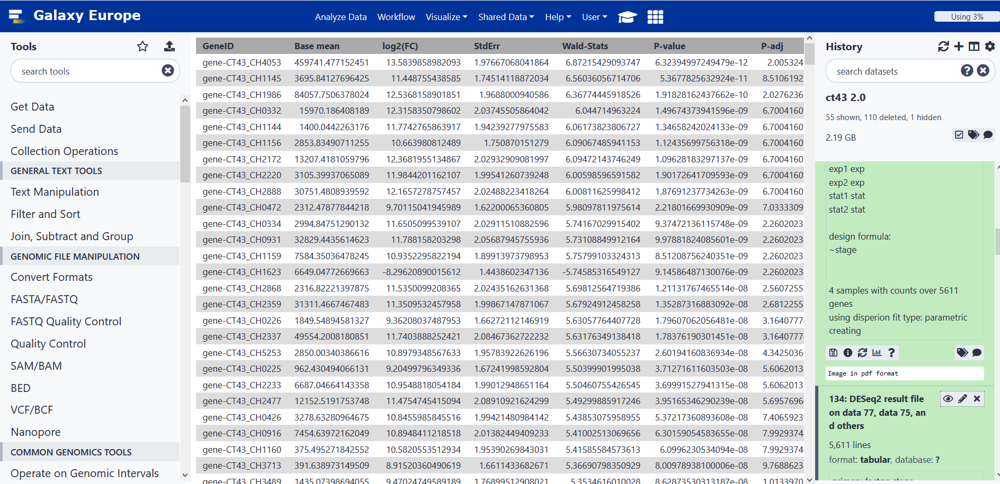 Galaxy Europe
Analyze Data Workflow Visualize Shared Data Help User
Using 3%
Tools
search tools
Get Data
Send Data
Collection Operations
GENERAL TEXT TOOLS
Text Manipulation
Filter and Sort
Join, Subtract and Group
GENOMIC FILE MANIPULATION
Convert Formats
FASTA/FASTQ
FASTQ Quality Control
Quality Control
SAM/BAM
BED
VCF/BCF
Nanopore
COMMON GENOMICS TOOLS
Operate on Genomic Intervals
GeneID Base mean log2(FC) StdErr Wald-Stats P-value P-adj
gene-CT43_CH4053 459741.477152451 13.5839858982093 1.97667068041864 6.87215429093747 6.32394997249479e-12 2.005324
gene-CT43_CH1145 3695.84127696425 11.448755438585 1.74514118872034 6.56036056714706 5.3677825632924e-11 8.5106192
gene-CT43_CH1986 84057.7506378024 12.5368158901851 1.9688000940586 6.36774445918526 1.91828162437662e-10 2.0276236
gene-CT43_CH0332 15970.186408189 12.3158350798602 2.03745505864042 6.044714963224 1.49674373941596e-09 6.7004160
gene-CT43_CH1144 1400.0442263176 11.7742765863917 1.94239277975583 6.06173823806727 1.34658242024133e-09 6.7004160
gene-CT43_CH1156 2853.83490711255 10.663980812489 1.750870151279 6.09067485941153 1.12435699756318e-09 6.7004160
gene-CT43_CH2172 13207.4181059796 12.3681955134867 2.02932909081997 6.09472143746249 1.09628183297137e-09 6.7004160
gene-CT43_CH2220 3105.39937065089 11.9844201162107 1.99541260739248 6.00598596591582 1.90172641709593e-09 6.7004160
gene-CT43_CH2888 30751.4808939592 12.1657278757457 2.02488223418264 6.00811625998412 1.87691237734263e-09 6.7004160
gene-CT43_CH0472 2312.47877844218 9.70115041945989 1.62200065360805 5.98097811975614 2.21801669930909e-09 7.0333309
gene-CT43_CH0334 2994.84751290132 11.6505099539107 2.02911510882596 5.74167029915402 9.37472136115748e-09 2.2602023
gene-CT43_CH0931 32829.4435614623 11.788158203298 2.05687945755936 5.73108849912164 9.97881824085601e-09 2.2602023
gene-CT43_CH1159 7584.35036478245 10.9352295822194 1.89913973798953 5.75799103324313 8.51208756240351e-09 2.2602023
gene-CT43_CH1623 6649.04772669663 -8.29620890015612 1.4438602347136 -5.74585316549127 9.14586487130076e-09 2.2602023
gene-CT43_CH2868 2316.82221397875 11.5350099208365 2.02435162631368 5.69812564719386 1.21131767465514e-08 2.5607255
gene-CT43_CH2359 31311.4667467483 11.3509532457958 1.99867147871067 5.67924912458258 1.35287316883092e-08 2.6812255
gene-CT43_CH0226 1849.54894581327 9.36208037487953 1.66272112146919 5.63057764407728 1.79607062056481e-08 3.1640777
gene-CT43_CH2337 49554.2008180851 11.7403888252421 2.08467362722232 5.63176349138418 1.78376190301451e-08 3.1640777
gene-CT43_CH5253 2850.00340386616 10.8979348567633 1.95783922626196 5.56630734055237 2.60194160836934e-08 4.3425036
gene-CT43_CH0225 962.430494066131 9.20499796349336 1.67241998592804 5.50399901995038 3.71271611603503e-08 5.6062013
gene-CT43_CH2233 6687.04664143358 10.9548818054184 1.99012948651164 5.50460755426545 3.69991527941315e-08 5.6062013
gene-CT43_CH2477 12152.5191753748 11.4754745415094 2.08910921624299 5.49299885917246 3.95165346290239e-08 5.6957696
gene-CT43_CH0426 3278.63280964675 10.8455985845516 1.99421480984142 5.43853075958955 5.37217360893608e-08 7.4065923
gene-CT43_CH0916 7454.63972162049 10.8948411218518 2.01382449409233 5.41002513069656 6.30159054583655e-08 7.9929374
gene-CT43_CH1160 375.495271842552 10.5820553512934 1.95390269843031 5.41585584573613 6.0996230534094e-08 7.9929374
gene-CT43_CH3713 391.638973149509 8.91520360490619 1.6611433682671 5.36690798350929 8.00978938100006e-08 9.7688623
gene-CT43_CH3489 1435.07398694055 9.47024749589189 1.76899512908021 5.3534616010028 8.62873530313187e-08 1.0133970
History
search datasets
ct43 2.0
55 shown, 110 deleted, 1 hidden
2.19 GB
exp1 exp
exp2 exp
stat1 stat
stat2 stat
design formula:
~stage
4 samples with counts over 5611
genes
using disperion fit type: parametric
creating
Image in pdf format
134: DESeq2 result file
on data 77, data 75, an
d others
5,611 lines
format: tabular, database: ?